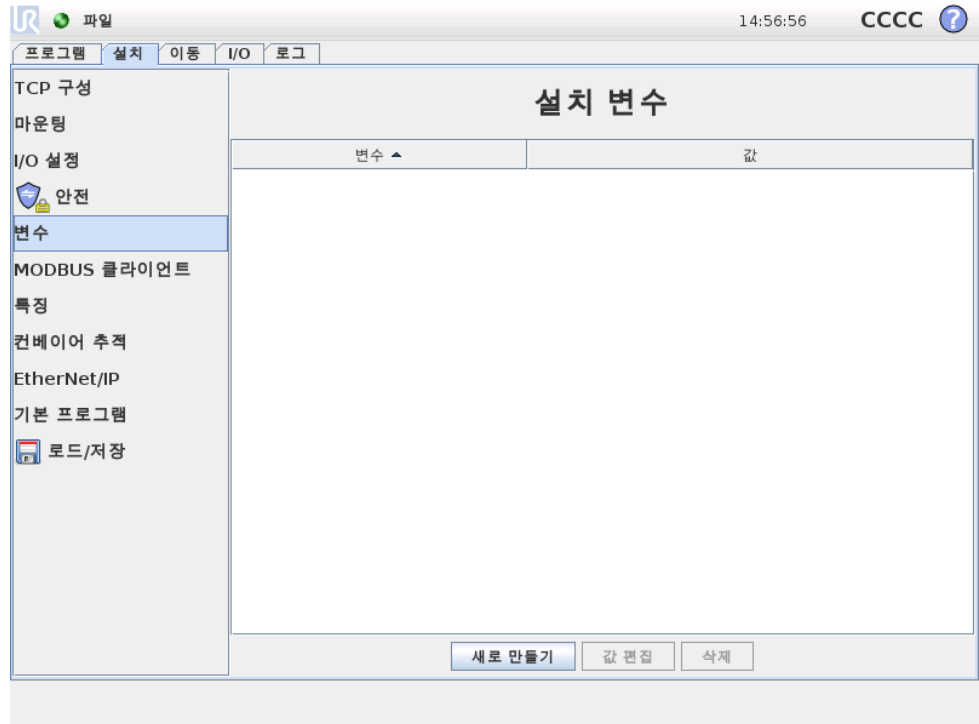 UR 파일 14:56:56 CCCC ?
프로그램 설치 이동 I/O 로그
TCP 구성
마운팅
I/O 설정
안전
변수
MODBUS 클라이언트
특징
컨베이어 추적
EtherNet/IP
기본 프로그램
로드/저장
설치 변수
변수 값
새로 만들기 값 편집 삭제